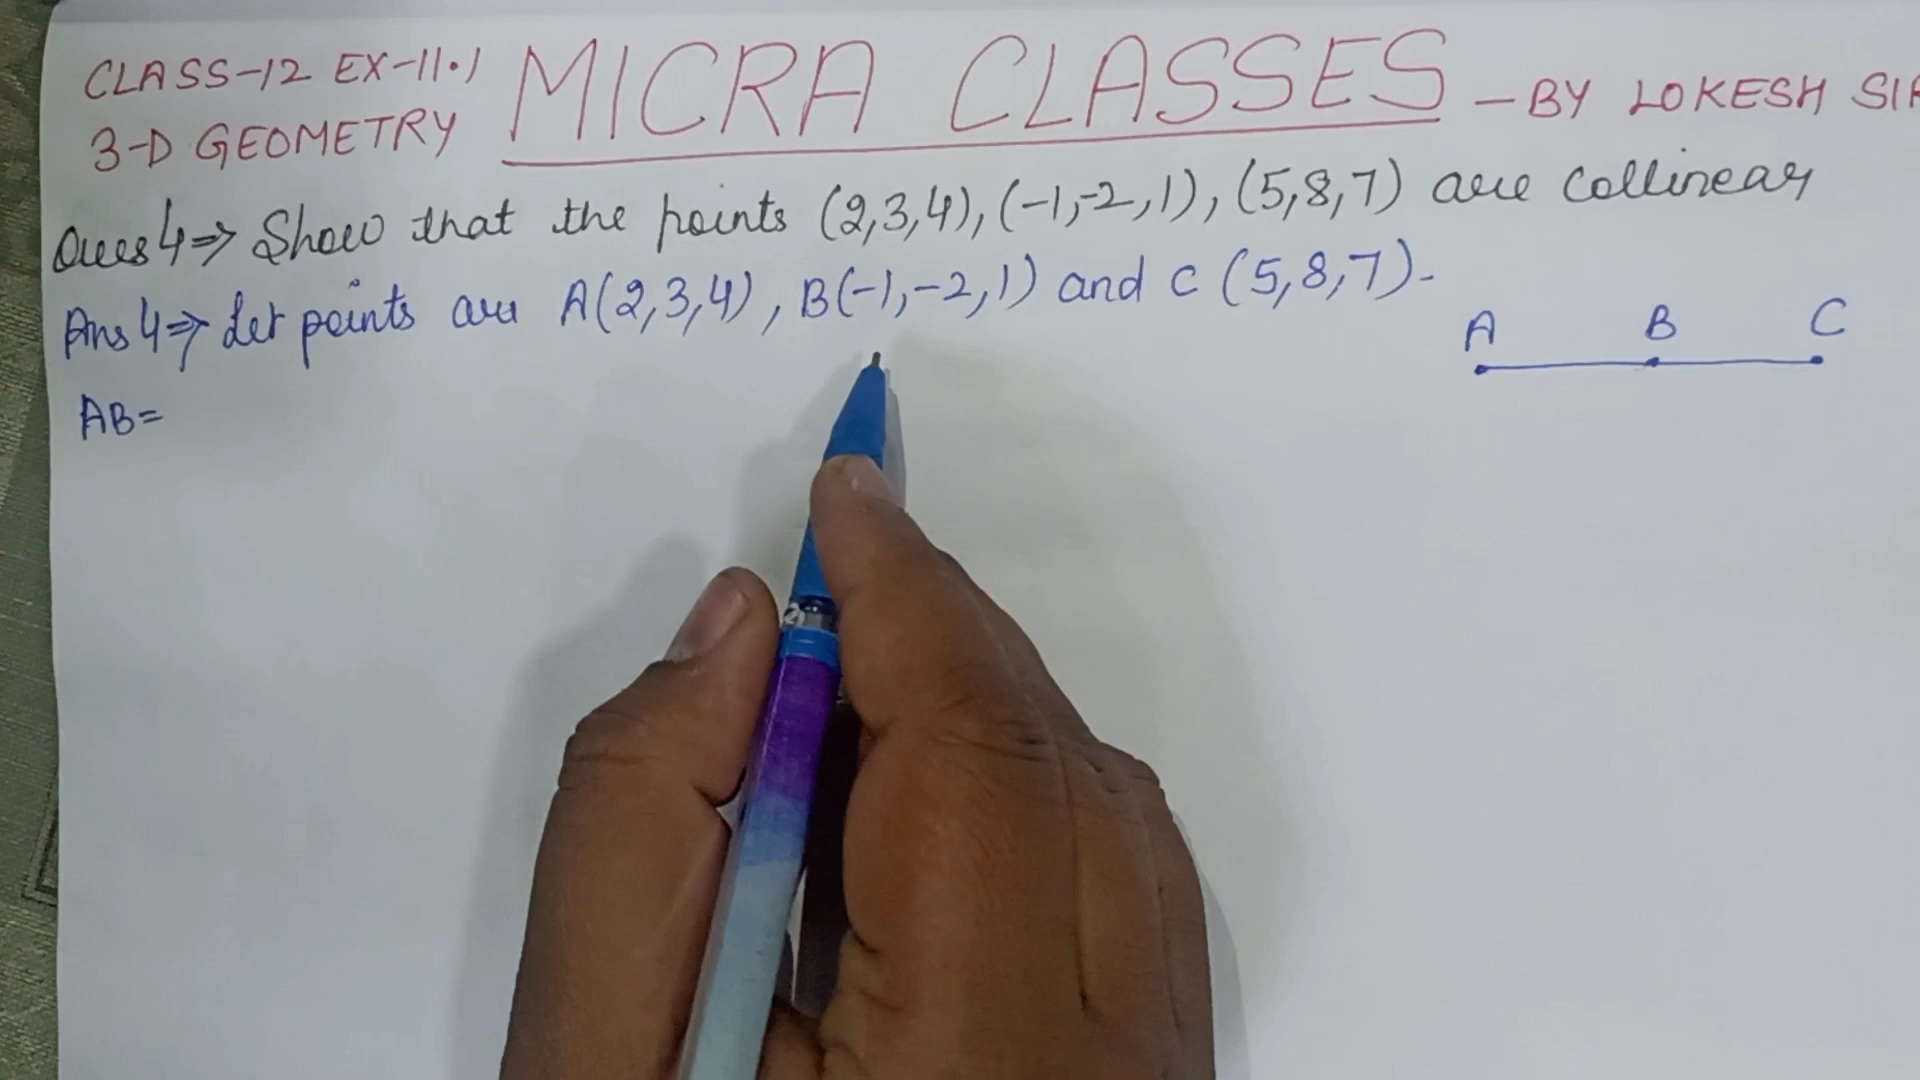 CLASS-12 EX-11.1 MICRA CLASSES - BY LOKESH SIR
3-D GEOMETRY
Ques 4⇒ Show that the points (2,3,4), (-1,-2,1), (5,8,7) are collinear
Ans 4⇒ Let points are A(2,3,4), B(-1,-2,1) and C (5,8,7).
A B C
AB=